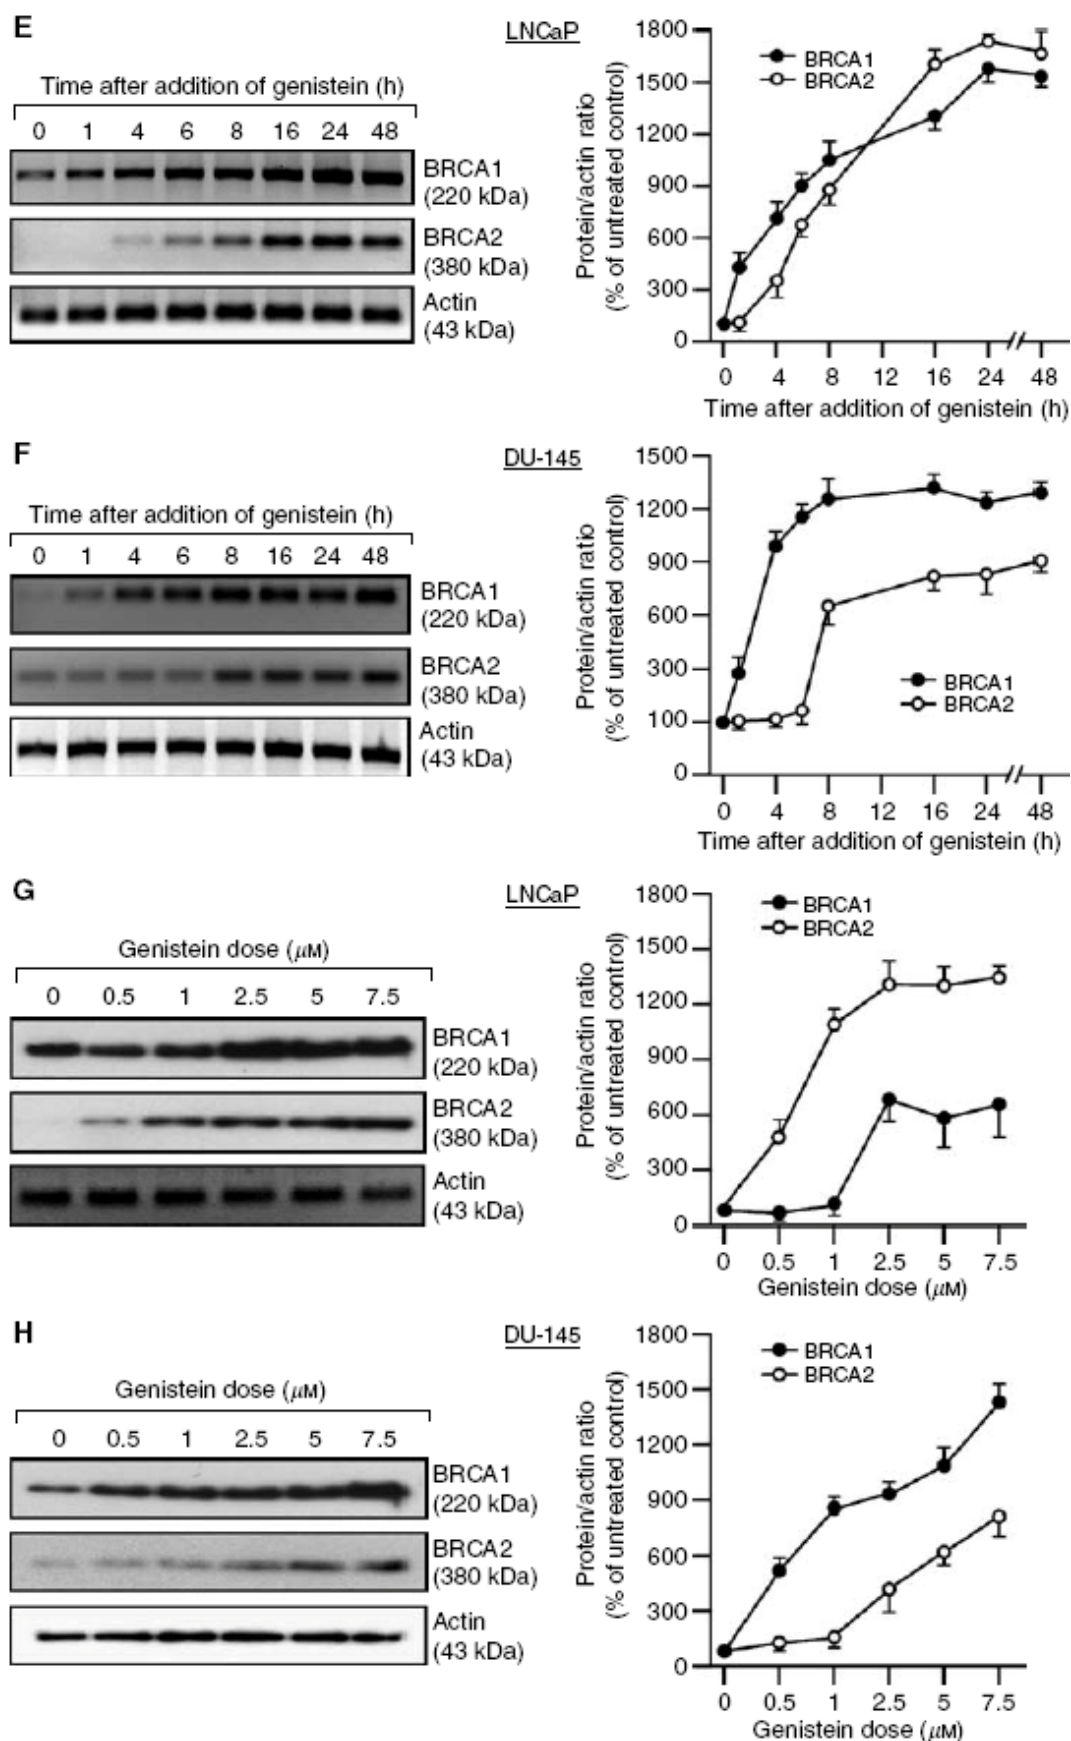 E
LNCaP
Time after addition of genistein (h)
0 1 4 6 8 16 24 48
BRCA1
(220 kDa)
BRCA2
(380 kDa)
Actin
(43 kDa)
Protein/actin ratio
(% of untreated control)
1800
1500
1200
900
600
300
0
BRCA1
BRCA2
0 4 8 12 16 24 48
Time after addition of genistein (h)
F
DU-145
Time after addition of genistein (h)
0 1 4 6 8 16 24 48
BRCA1
(220 kDa)
BRCA2
(380 kDa)
Actin
(43 kDa)
Protein/actin ratio
(% of untreated control)
1500
1200
900
600
300
100
0
BRCA1
BRCA2
0 4 8 12 16 24 48
Time after addition of genistein (h)
G
LNCaP
Genistein dose (μM)
0 0.5 1 2.5 5 7.5
BRCA1
(220 kDa)
BRCA2
(380 kDa)
Actin
(43 kDa)
Protein/actin ratio
(% of untreated control)
1800
1500
1200
900
600
300
0
BRCA1
BRCA2
0 0.5 1 2.5 5 7.5
Genistein dose (μM)
H
DU-145
Genistein dose (μM)
0 0.5 1 2.5 5 7.5
BRCA1
(220 kDa)
BRCA2
(380 kDa)
Actin
(43 kDa)
Protein/actin ratio
(% of untreated control)
1800
1500
1200
900
600
300
0
BRCA1
BRCA2
0 0.5 1 2.5 5 7.5
Genistein dose (μM)